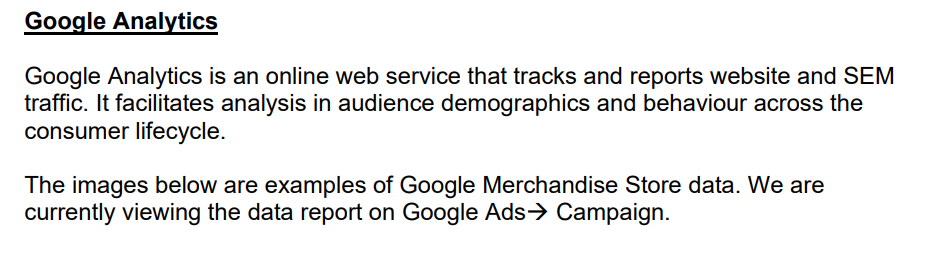 Google Analytics
Google Analytics is an online web service that tracks and reports website and SEM
traffic. It facilitates analysis in audience demographics and behaviour across the
consumer lifecycle.
The images below are examples of Google Merchandise Store data. We are
currently viewing the data report on Google Ads→ Campaign.